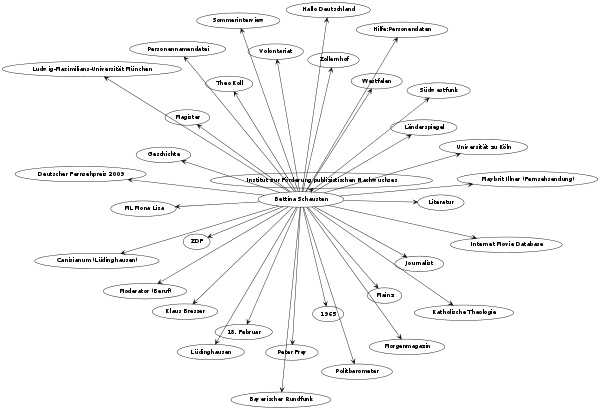 Hallo Deutschland
Sommerinterview
Hilfe:Personendaten
Personennamendatei
Volontariat
Zollernhof
Ludwig-Maximilians-Universität München
Theo Koll
Westfalen
Südwestfunk
Magister
Länderspiegel
Geschichte
Universität zu Köln
Deutscher Fernsehpreis 2009
Institut zur Förderung publizistischen Nachwuchses
Maybrit Illner (Fernsehsendung)
Bettina Schausten
ML Mona Lisa
Literatur
ZDF
Internet Movie Database
Canisianum (Lüdinghausen)
Journalist
Moderator (Beruf)
Mainz
Klaus Bresser
1965
Katholische Theologie
18. Februar
Lüdinghausen
Peter Frey
Morgenmagazin
Politbarometer
Bayerischer Rundfunk